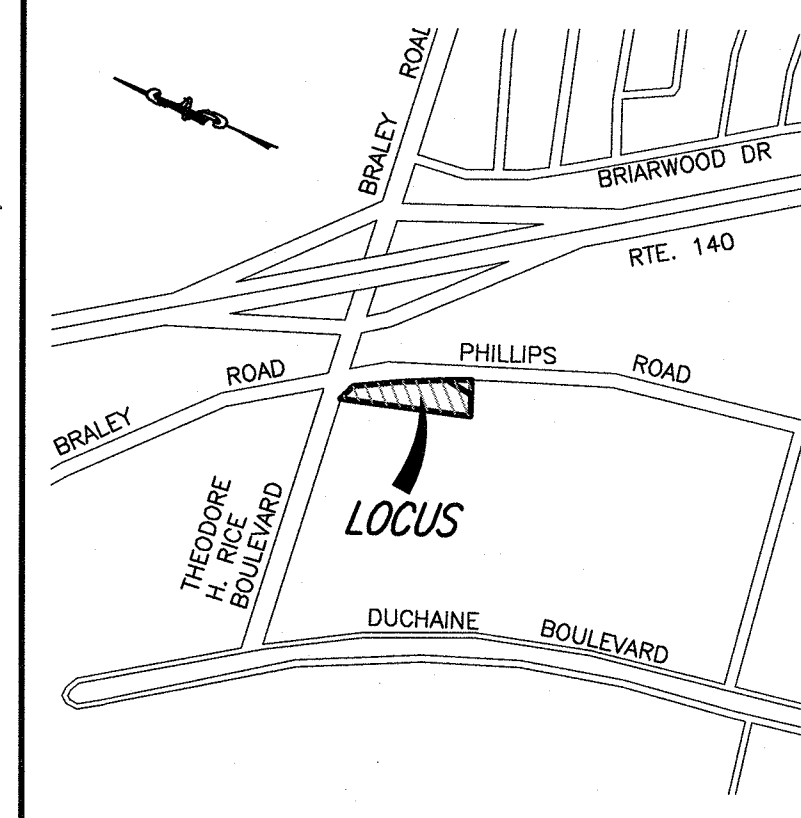 ROAD
BRALEY
BRIARWOOD DR
RTE. 140
PHILLIPS
ROAD
ROAD
BRALEY
LOCUS
THEODORE
H. RICE
BOULEVARD
DUCHAINE
BOULEVARD